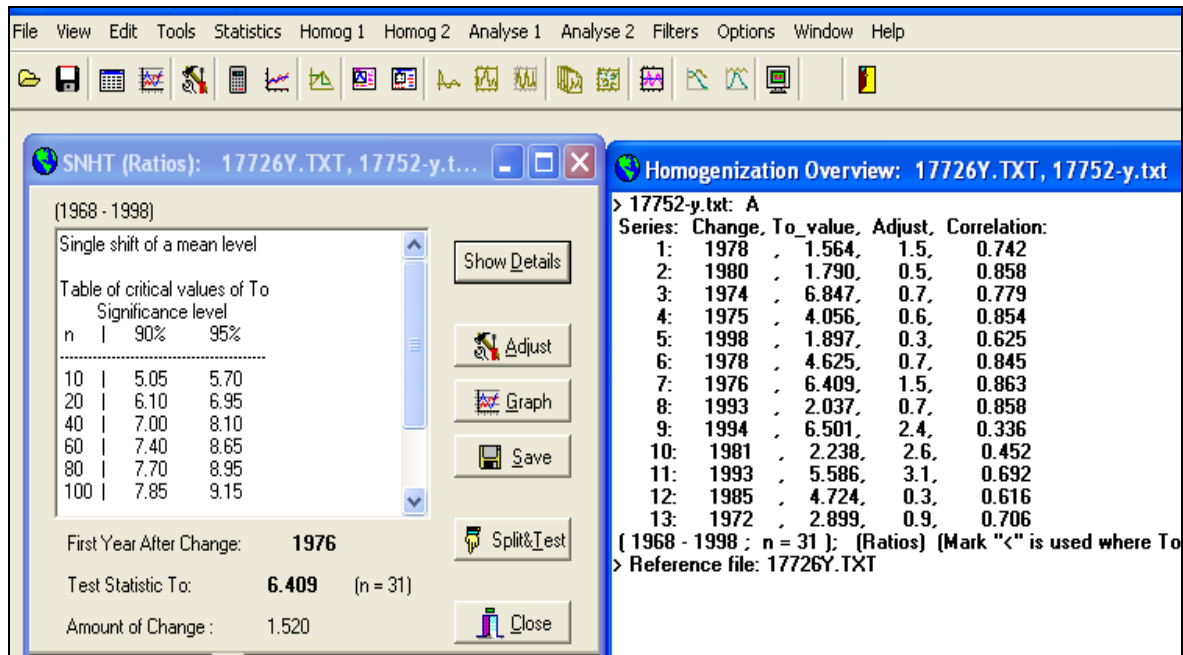 File View Edit Tools Statistics Homog 1 Homog 2 Analyse 1 Analyse 2 Filters Options Window Help
SNHT (Ratios): 17726Y.TXT, 17752-y.t...
(1968 - 1998)
Single shift of a mean level
Table of critical values of To
Significance level
n | 90% 95%
----------------------------------------
10 | 5.05 5.70
20 | 6.10 6.95
40 | 7.00 8.10
60 | 7.40 8.65
80 | 7.70 8.95
100 | 7.85 9.15
Show Details
Adjust
Graph
Save
Split&Test
Close
First Year After Change: 1976
Test Statistic To: 6.409 (n = 31)
Amount of Change : 1.520
Homogenization Overview: 17726Y.TXT, 17752-y.txt
> 17752-y.txt: A
Series: Change, To_value, Adjust, Correlation:
1: 1978 , 1.564, 1.5, 0.742
2: 1980 , 1.790, 0.5, 0.858
3: 1974 , 6.847, 0.7, 0.779
4: 1975 , 4.056, 0.6, 0.854
5: 1998 , 1.897, 0.3, 0.625
6: 1978 , 4.625, 0.7, 0.845
7: 1976 , 6.409, 1.5, 0.863
8: 1993 , 2.037, 0.7, 0.858
9: 1994 , 6.501, 2.4, 0.336
10: 1981 , 2.238, 2.6, 0.452
11: 1993 , 5.586, 3.1, 0.692
12: 1985 , 4.724, 0.3, 0.616
13: 1972 , 2.899, 0.9, 0.706
( 1968 - 1998 ; n = 31 ); (Ratios) (Mark "<" is used where To
> Reference file: 17726Y.TXT